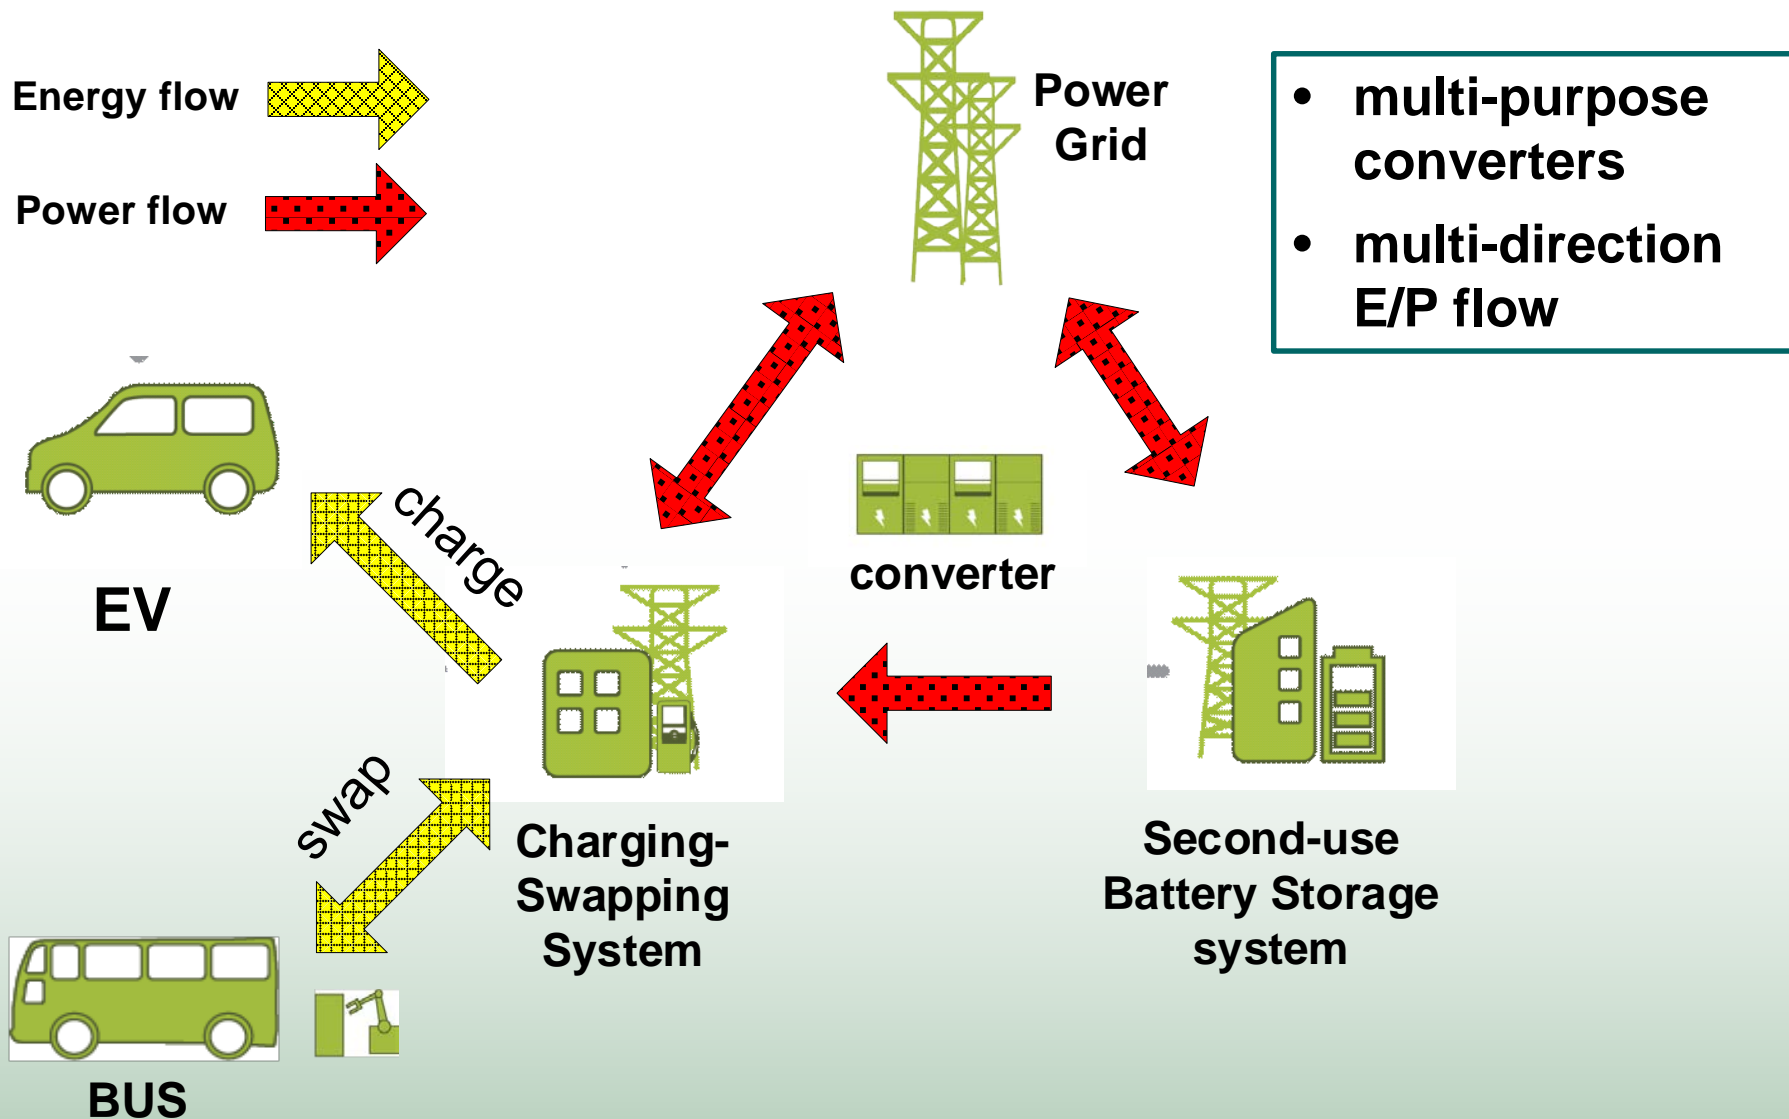 Energy flow
Power flow
Power
Grid
• multi-purpose
converters
• multi-direction
E/P flow
EV
charge
converter
swap
Charging-
Swapping
System
Second-use
Battery Storage
system
BUS